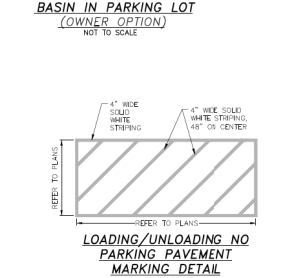 BASIN IN PARKING LOT
(OWNER OPTION)
NOT TO SCALE
4" WIDE
SOLID
WHITE
STRIPING
4" WIDE SOLID
WHITE STRIPING,
48" ON CENTER
REFER TO PLANS
REFER TO PLANS
LOADING/UNLOADING NO
PARKING PAVEMENT
MARKING DETAIL